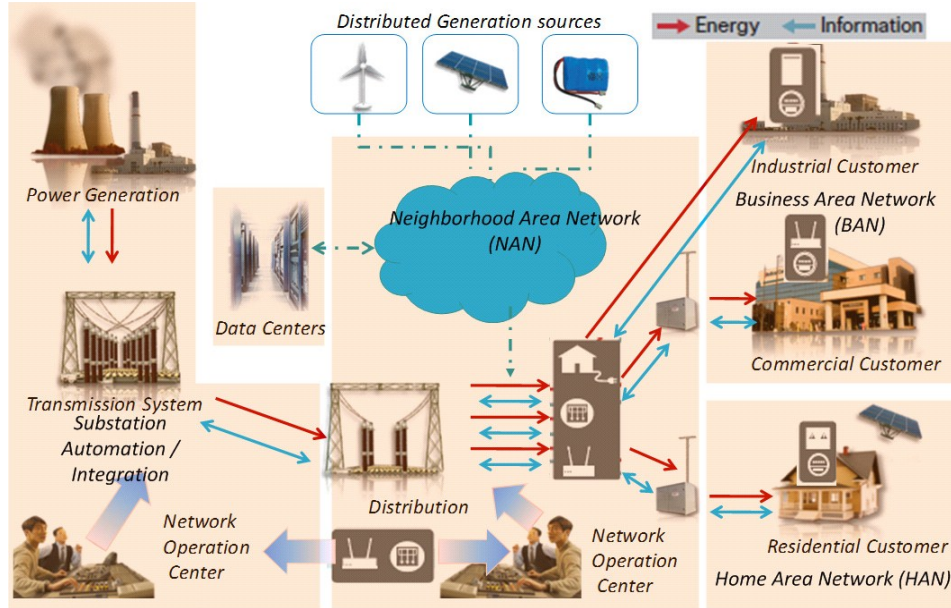 Distributed Generation sources
Energy
Information
Power Generation
Neighborhood Area Network
(NAN)
Data Centers
Industrial Customer
Business Area Network
(BAN)
Commercial Customer
Transmission System
Substation
Automation /
Integration
Distribution
Network
Operation
Center
Network
Operation
Center
Residential Customer
Home Area Network (HAN)